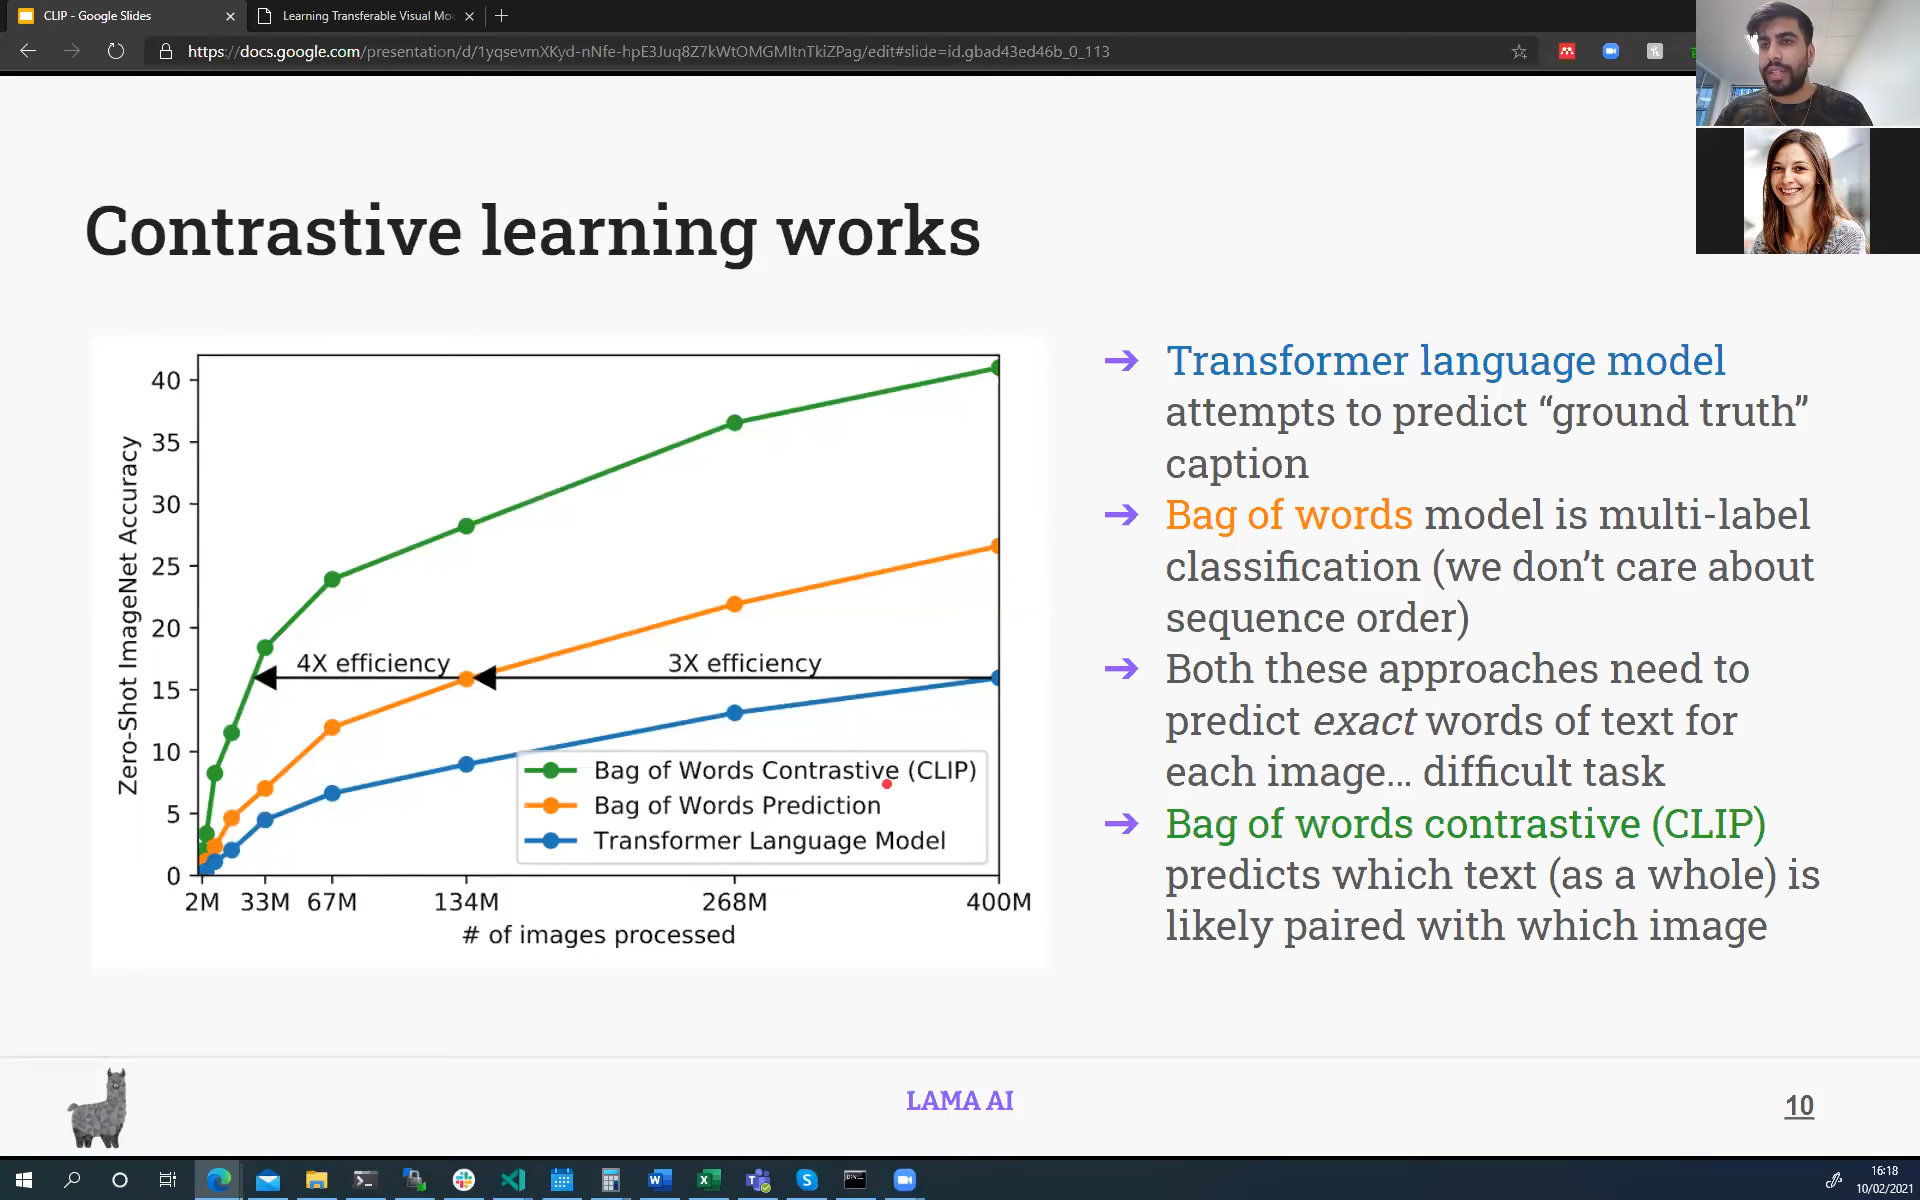 CLIP - Google Slides
Learning Transferable Visual Mo
https://docs.google.com/presentation/d/1yqsevmXKyd-nNfe-hpE3Juq8Z7kWtOMGMltnTkiZPag/edit#slide=id.gbad43ed46b_0_113
Contrastive learning works
Zero-Shot ImageNet Accuracy
40
35
30
25
20
15
10
5
0
4X efficiency
3X efficiency
Bag of Words Contrastive (CLIP)
Bag of Words Prediction
Transformer Language Model
2M 33M 67M 134M 268M 400M
# of images processed
➔ Transformer language model
attempts to predict “ground truth”
caption
➔ Bag of words model is multi-label
classification (we don’t care about
sequence order)
➔ Both these approaches need to
predict exact words of text for
each image... difficult task
➔ Bag of words contrastive (CLIP)
predicts which text (as a whole) is
likely paired with which image
LAMA AI
10
16:18
10/02/2021